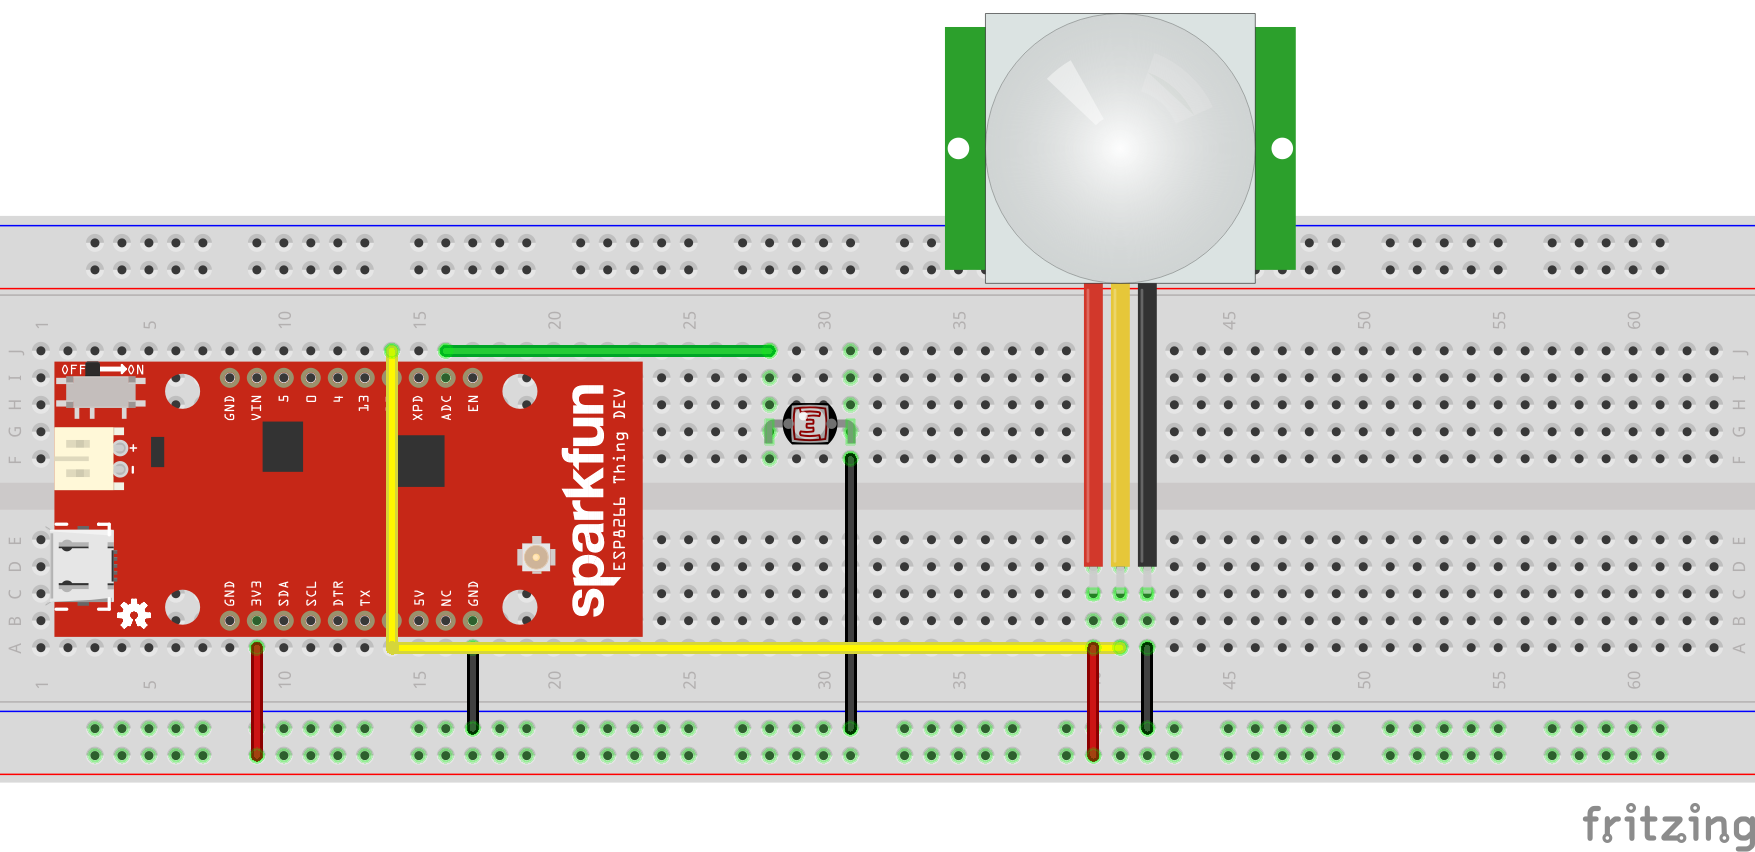 1 5 10 15 20 25 30 35 45 50 55 60
J J
I I
H H
G G
F F
OFF ON
GND VIN 5 0 4 13 XPD ADC EN
+
-
sparkfun
ESP8266 Thing DEV
GND 3V3 SDA SCL DTR TX 5V NC GND
E E
D D
C C
B B
A A
1 5 10 15 20 25 30 35 45 50 55 60
fritzing